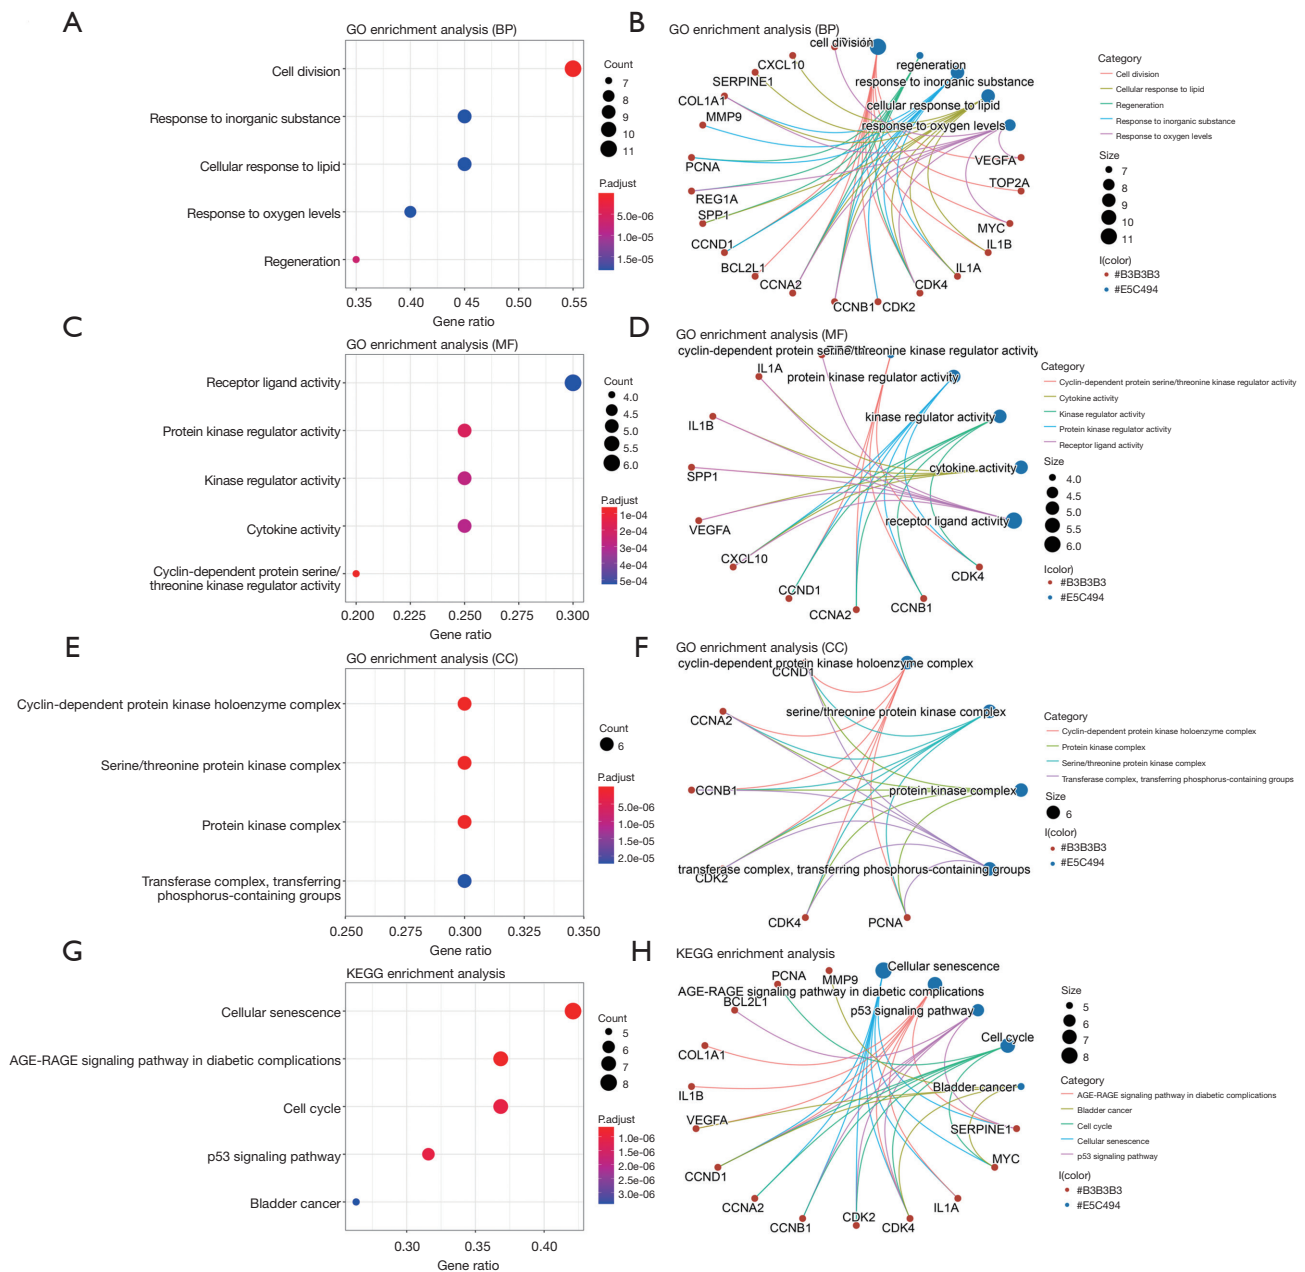 A
GO enrichment analysis (BP)
Cell division
Response to inorganic substance
Cellular response to lipid
Response to oxygen levels
Regeneration
0.35 0.40 0.45 0.50 0.55
Gene ratio
Count
7
8
9
10
11
P.adjust
5.0e-06
1.0e-05
1.5e-05
B
GO enrichment analysis (BP)
cell division
CXCL10
regeneration
SERPINE1
response to inorganic substance
COL1A1
cellular response to lipid
MMP9
response to oxygen levels
PCNA
VEGFA
REG1A
TOP2A
SPP1
MYC
CCND1
IL1B
BCL2L1
IL1A
CCNA2
CDK4
CCNB1 CDK2
Category
Cell division
Cellular response to lipid
Regeneration
Response to inorganic substance
Response to oxygen levels
Size
7
8
9
10
11
I(color)
#B3B3B3
#E5C494
C
GO enrichment analysis (MF)
Receptor ligand activity
Protein kinase regulator activity
Kinase regulator activity
Cytokine activity
Cyclin-dependent protein serine/
threonine kinase regulator activity
0.200 0.225 0.250 0.275 0.300
Gene ratio
Count
4.0
4.5
5.0
5.5
6.0
P.adjust
1e-04
2e-04
3e-04
4e-04
5e-04
D
GO enrichment analysis (MF)
cyclin-dependent protein serine/threonine kinase regulator activity
IL1A
protein kinase regulator activity
IL1B
kinase regulator activity
SPP1
cytokine activity
VEGFA
receptor ligand activity
CXCL10
CDK4
CCND1
CCNA2
CCNB1
Category
Cyclin-dependent protein serine/threonine kinase regulator activity
Cytokine activity
Kinase regulator activity
Protein kinase regulator activity
Receptor ligand activity
Size
4.0
4.5
5.0
5.5
6.0
I(color)
#B3B3B3
#E5C494
E
GO enrichment analysis (CC)
Cyclin-dependent protein kinase holoenzyme complex
Serine/threonine protein kinase complex
Protein kinase complex
Transferase complex, transferring
phosphorus-containing groups
0.250 0.275 0.300 0.325 0.350
Gene ratio
Count
6
P.adjust
5.0e-06
1.0e-05
1.5e-05
2.0e-05
F
GO enrichment analysis (CC)
cyclin-dependent protein kinase holoenzyme complex
CCND1
CCNA2
serine/threonine protein kinase complex
CCNB1
protein kinase complex
transferase complex, transferring phosphorus-containing groups
CDK2
CDK4
PCNA
Category
Cyclin-dependent protein kinase holoenzyme complex
Protein kinase complex
Serine/threonine protein kinase complex
Transferase complex, transferring phosphorus-containing groups
Size
6
I(color)
#B3B3B3
#E5C494
G
KEGG enrichment analysis
Cellular senescence
AGE-RAGE signaling pathway in diabetic complications
Cell cycle
p53 signaling pathway
Bladder cancer
0.30 0.35 0.40
Gene ratio
Count
5
6
7
8
P.adjust
1.0e-06
1.5e-06
2.0e-06
2.5e-06
3.0e-06
H
KEGG enrichment analysis
Cellular senescence
PCNA
MMP9
AGE-RAGE signaling pathway in diabetic complications
BCL2L1
p53 signaling pathway
COL1A1
Cell cycle
IL1B
Bladder cancer
VEGFA
SERPINE1
CCND1
MYC
CCNA2
IL1A
CCNB1
CDK2
CDK4
Size
5
6
7
8
Category
AGE-RAGE signaling pathway in diabetic complications
Bladder cancer
Cell cycle
Cellular senescence
p53 signaling pathway
I(color)
#B3B3B3
#E5C494